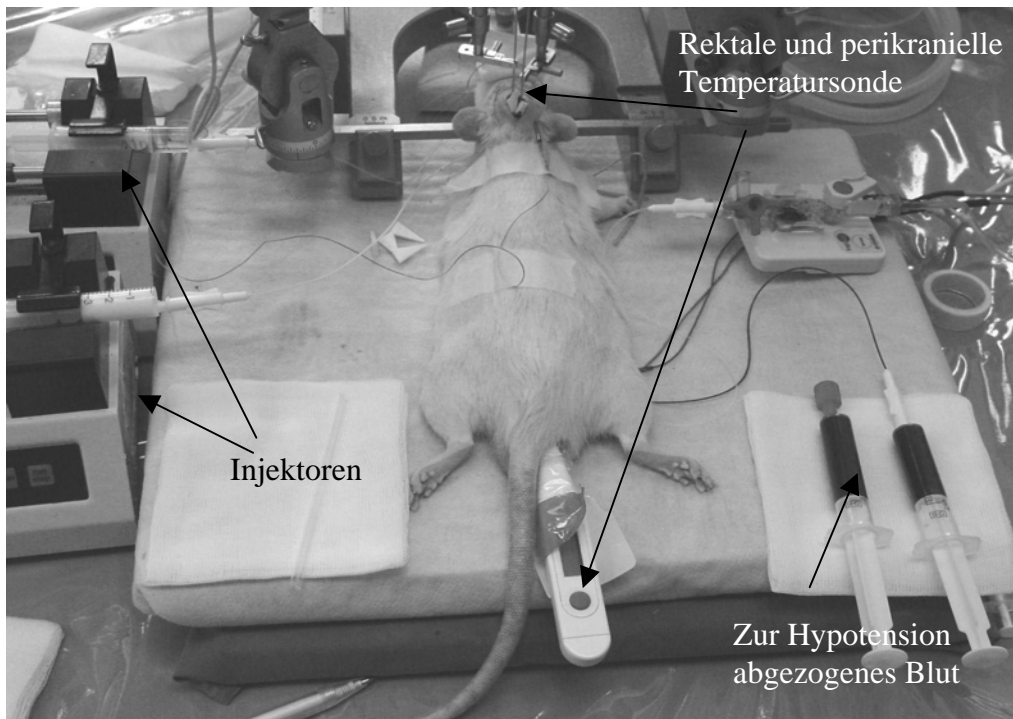 Rektale und perikranielle
Temperatursonde
Injektoren
Zur Hypotension
abgezogenes Blut